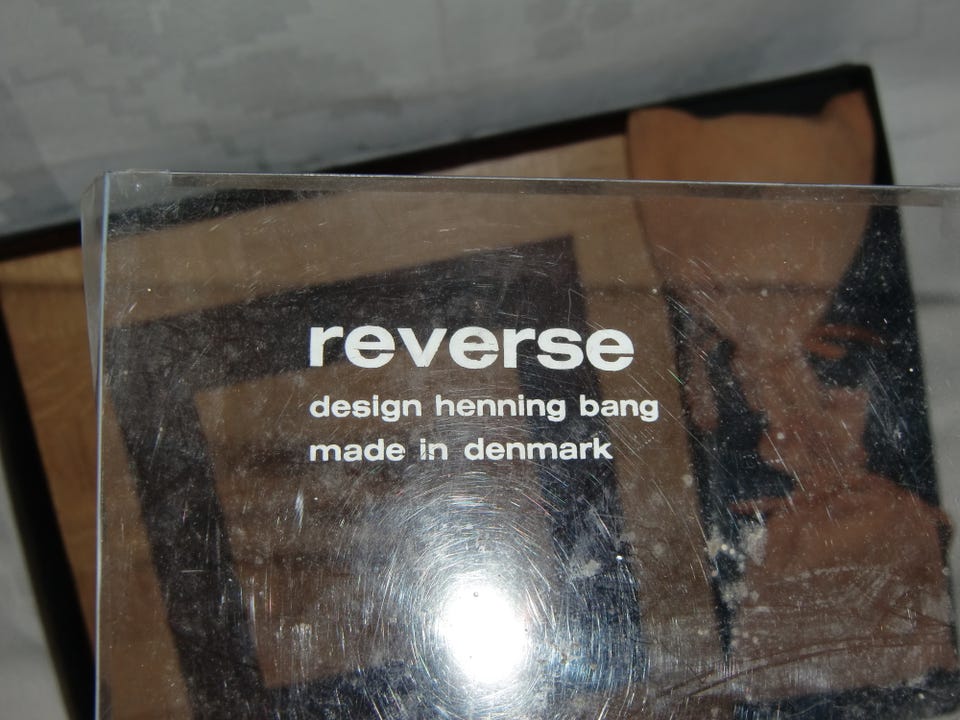 reverse
design henning bang
made in denmark